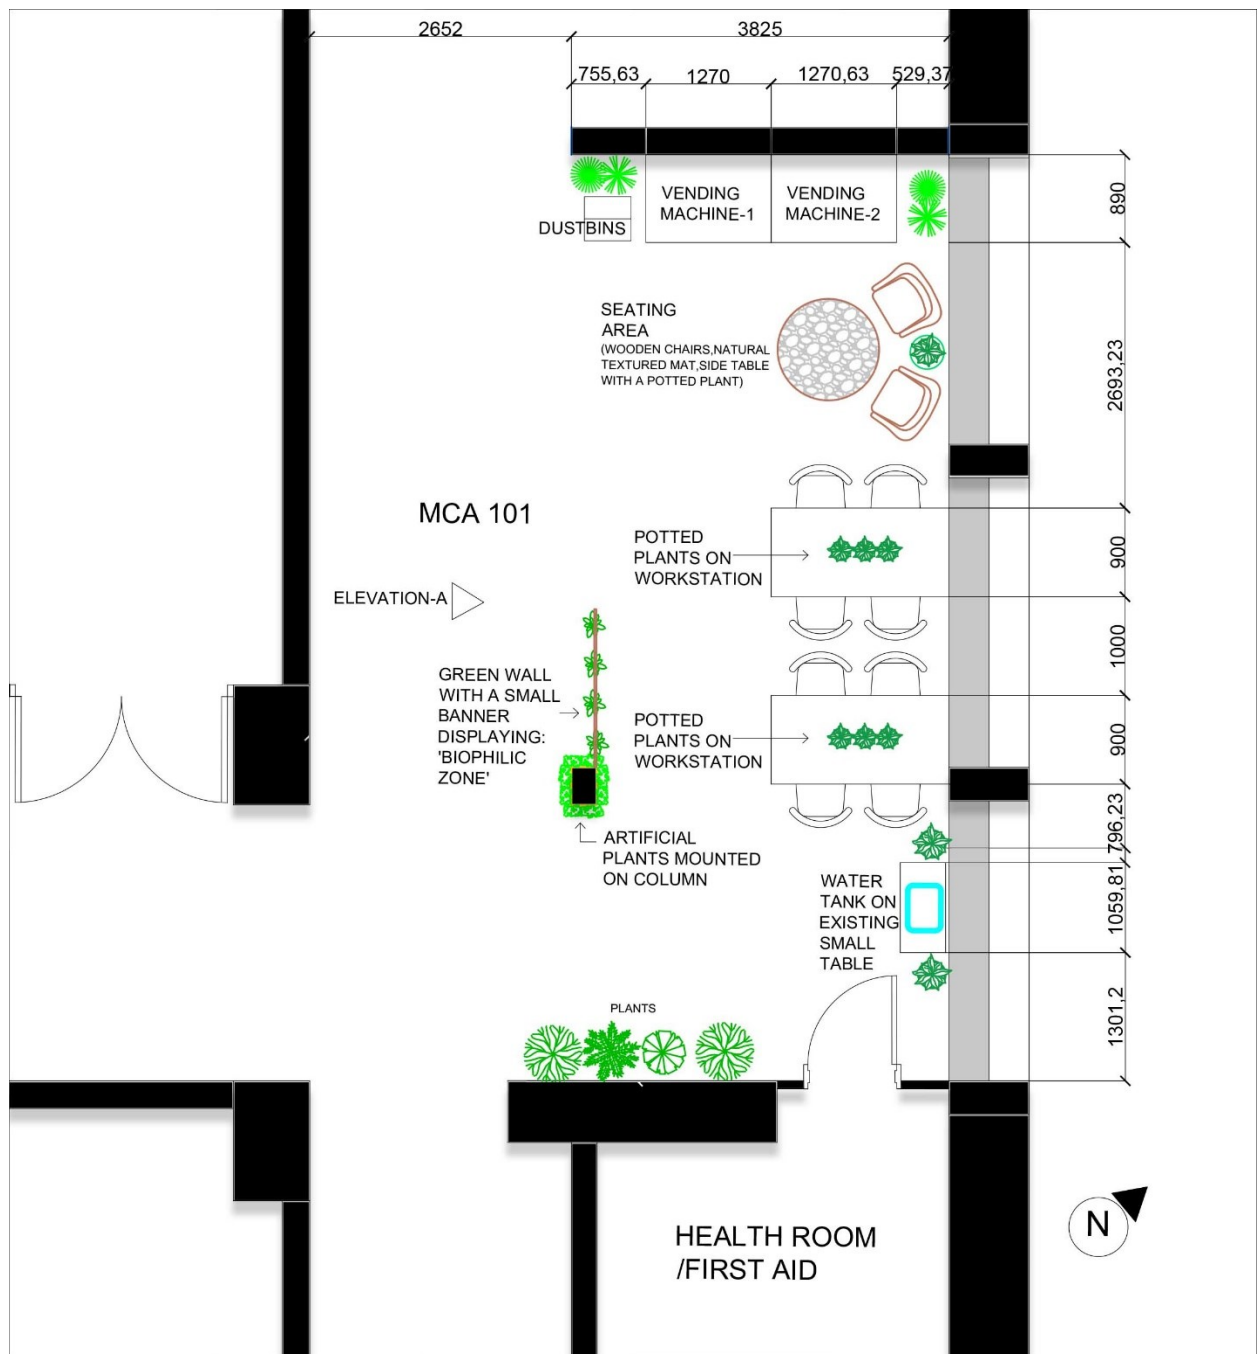 2652
3825
755,63
1270
1270,63
529,37
890
VENDING
MACHINE-1
VENDING
MACHINE-2
DUSTBINS
SEATING
AREA
(WOODEN CHAIRS,NATURAL
TEXTURED MAT,SIDE TABLE
WITH A POTTED PLANT)
2693,23
MCA 101
POTTED
PLANTS ON
WORKSTATION
900
ELEVATION-A
1000
GREEN WALL
WITH A SMALL
BANNER
DISPLAYING:
'BIOPHILIC
ZONE'
POTTED
PLANTS ON
WORKSTATION
900
796,23
ARTIFICIAL
PLANTS MOUNTED
ON COLUMN
WATER
TANK ON
EXISTING
SMALL
TABLE
1059,81
PLANTS
1301,2
HEALTH ROOM
/FIRST AID
N